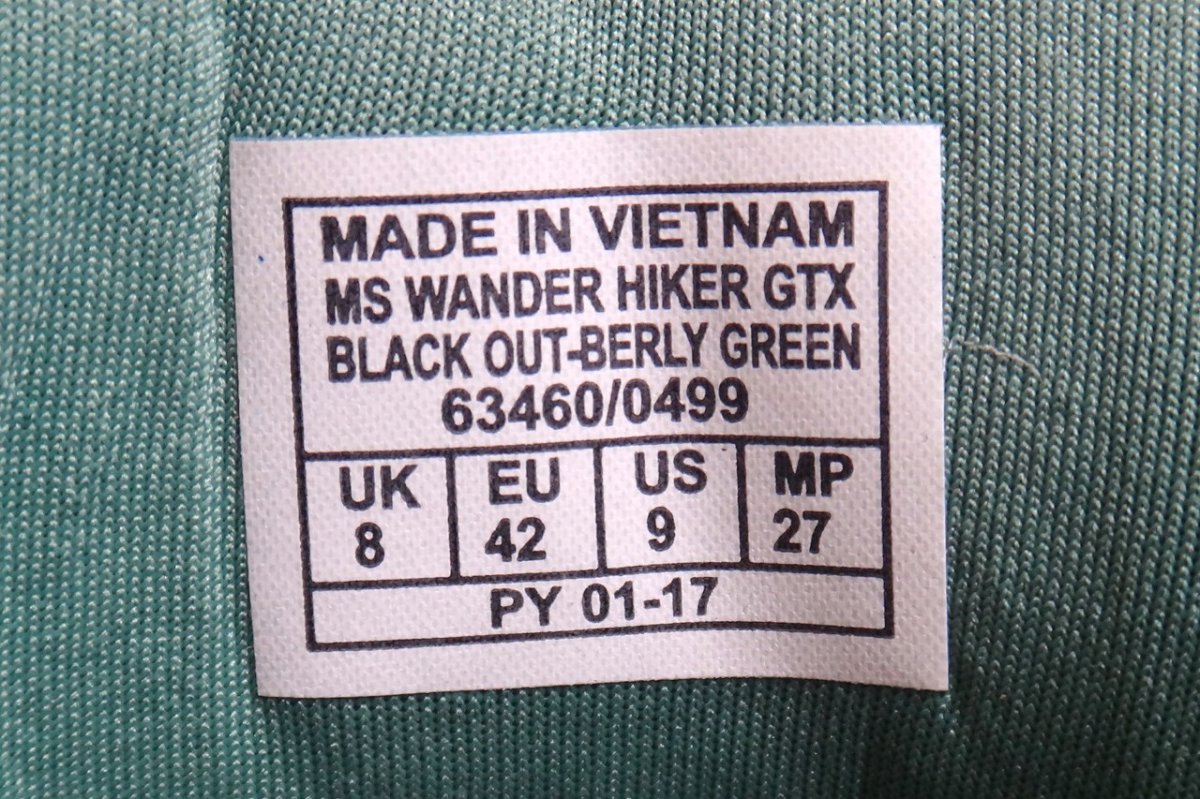 MADE IN VIETNAM
MS WANDER HIKER GTX
BLACK OUT-BERLY GREEN
63460/0499
UK EU US MP
8 42 9 27
PY 01-17